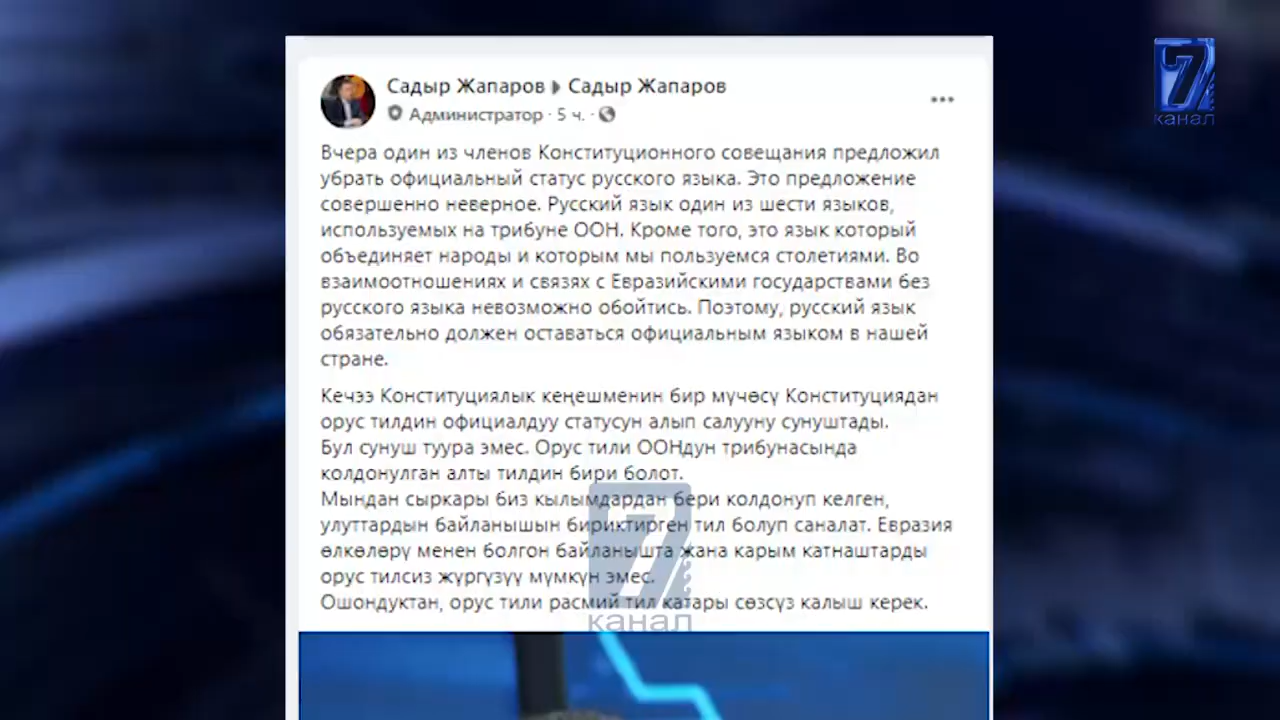 7
канал
Садыр Жапаров ▸ Садыр Жапаров
Администратор · 5 ч. ·
Вчера один из членов Конституционного совещания предложил
убрать официальный статус русского языка. Это предложение
совершенно неверное. Русский язык один из шести языков,
используемых на трибуне ООН. Кроме того, это язык который
объединяет народы и которым мы пользуемся столетиями. Во
взаимоотношениях и связях с Евразийскими государствами без
русского языка невозможно обойтись. Поэтому, русский язык
обязательно должен оставаться официальным языком в нашей
стране.
Кечээ Конституциялык кеңешменин бир мүчөсү Конституциядан
орус тилдин официалдуу статусун алып салууну сунуштады.
Бул сунуш туура эмес. Орус тили ООНдун трибунасында
колдонулган алты тилдин бири болот.
Мындан сыркары биз кылымдардан бери колдонуп келген,
улуттардын байланышын бириктирген тил болуп саналат. Евразия
өлкөлөрү менен болгон байланышта жана карым катнаштарды
орус тилсиз жүргүзүү мүмкүн эмес.
Ошондуктан, орус тили расмий тил катары сөзсүз калыш керек.
7
канал